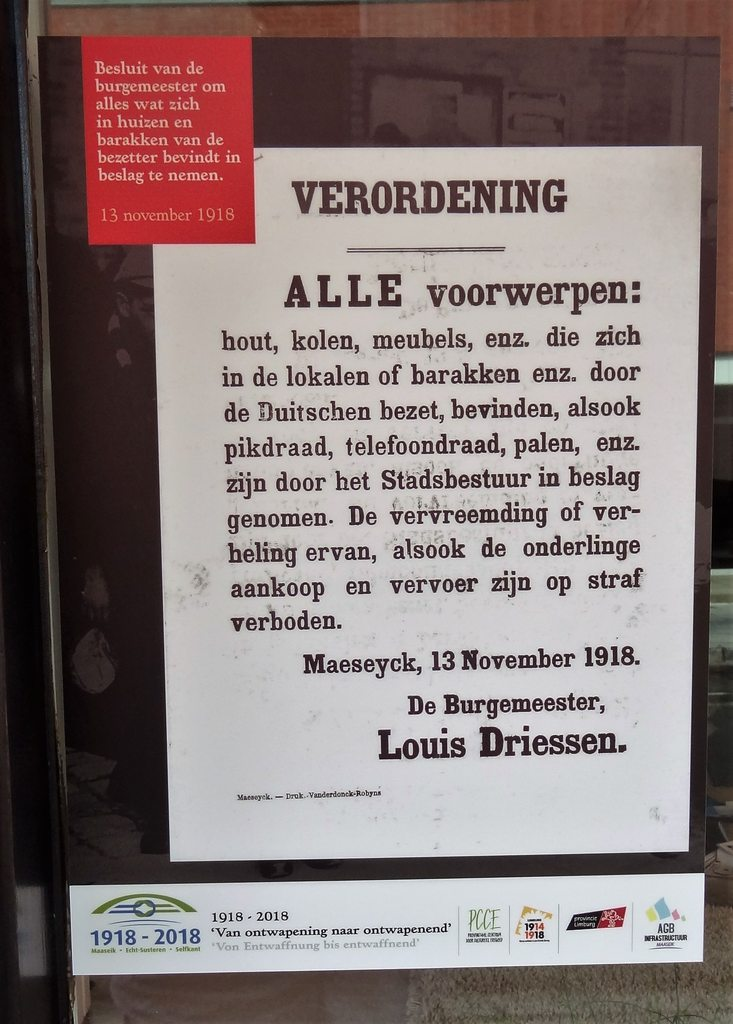 Besluit van de
burgemeester om
alles wat zich
in huizen en
barakken van de
bezetter bevindt in
beslag te nemen.
13 november 1918
VERORDENING
ALLE voorwerpen:
hout, kolen, meubels, enz. die zich
in de lokalen of barakken enz. door
de Duitschen bezet, bevinden, alsook
pikdraad, telefoondraad, palen, enz.
zijn door het Stadsbestuur in beslag
genomen. De vervreemding of ver-
heling ervan, alsook de onderlinge
aankoop en vervoer zijn op straf
verboden.
Maeseyck, 13 November 1918.
De Burgemeester,
Louis Driessen.
Maeseyck. — Druk.-Vanderdonck-Robyns
1918 - 2018
Maaseik • Echt-Susteren • Selfkant
1918 - 2018
'Van ontwapening naar ontwapenend'
'Von Entwaffnung bis entwaffnend'
PCCE
LIMBURG
1914
1918
provincie
Limburg
AGB
INFRASTRUCTUUR
MAASEIK